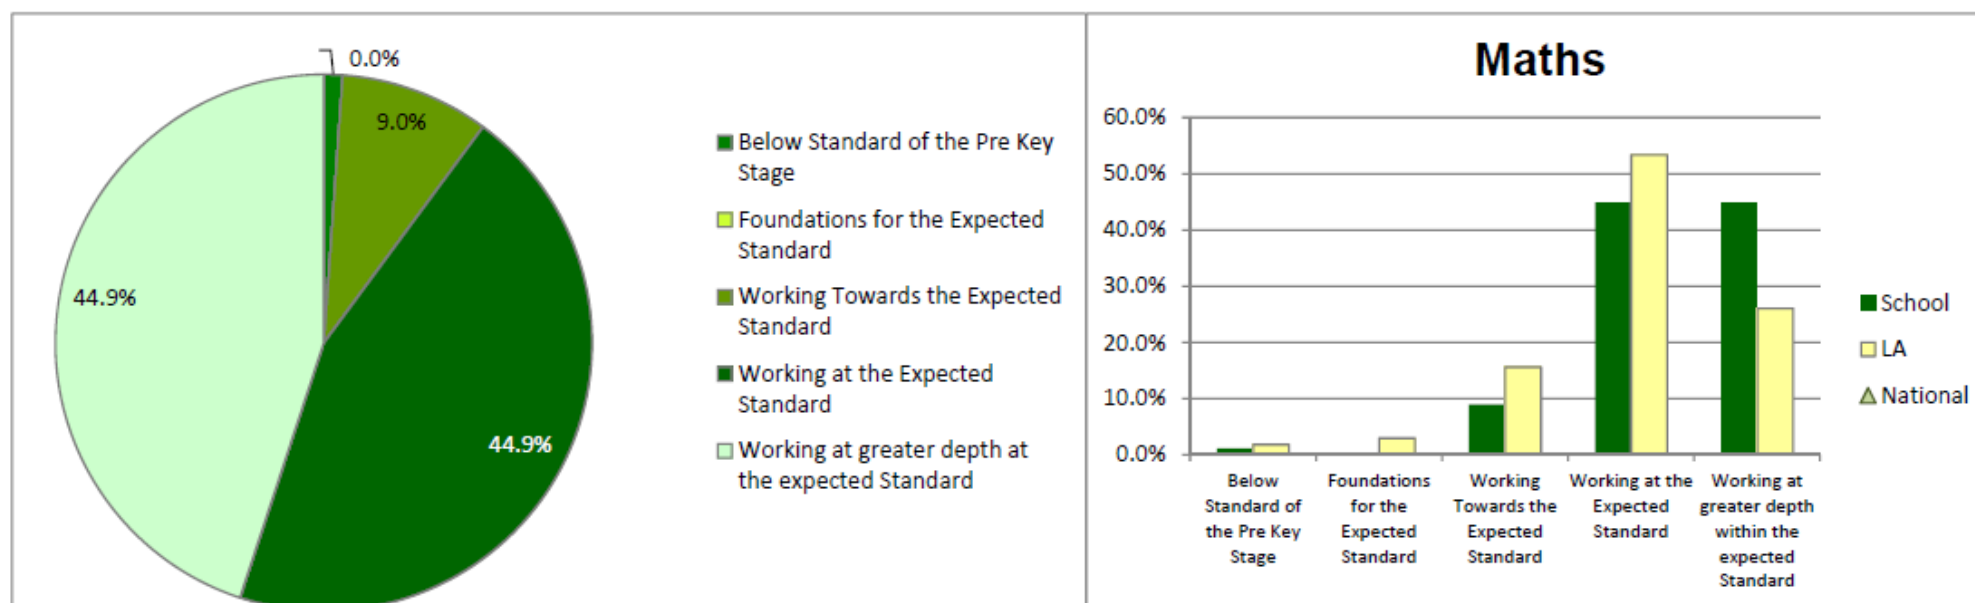 0.0%
9.0%
44.9%
44.9%
Below Standard of the Pre Key
Stage
Foundations for the Expected
Standard
Working Towards the Expected
Standard
Working at the Expected
Standard
Working at greater depth at
the expected Standard
Maths
60.0%
50.0%
40.0%
30.0%
20.0%
10.0%
0.0%
Below
Standard of
the Pre Key
Stage
Foundations
for the
Expected
Standard
Working
Towards the
Expected
Standard
Working at the
Expected
Standard
Working at
greater depth
within the
expected
Standard
School
LA
National